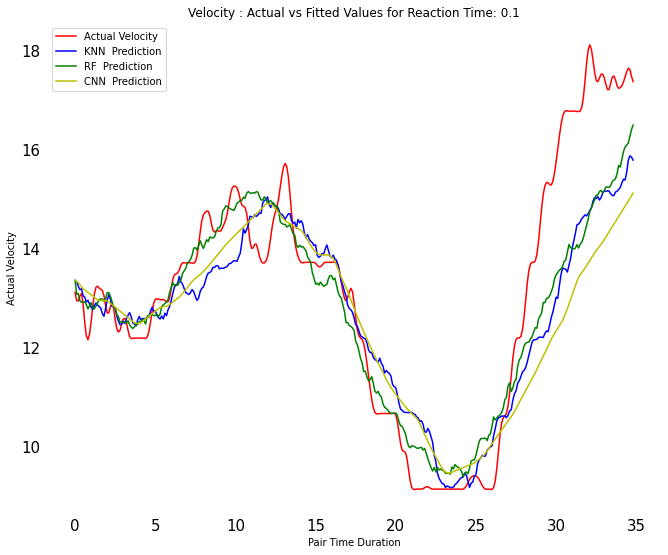 Velocity : Actual vs Fitted Values for Reaction Time: 0.1
Actual Velocity
KNN  Prediction
RF  Prediction
CNN  Prediction
18
16
14
12
10
Actual Velocity
0 5 10 15 20 25 30 35
Pair Time Duration